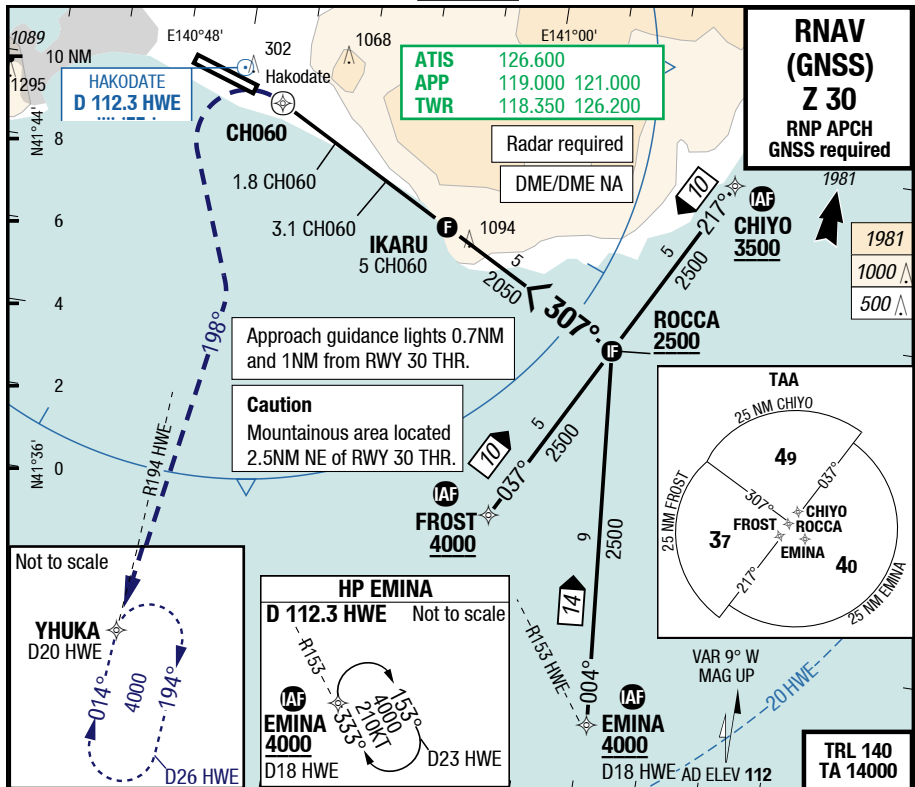 1089
10 NM
1295
E140°48'
302
Hakodate
1068
E141°00'
HAKODATE
D 112.3 HWE
ATIS 126.600
APP 119.000 121.000
TWR 118.350 126.200
RNAV
(GNSS)
Z 30
RNP APCH
GNSS required
N41°44'
8
CH060
Radar required
DME/DME NA
1.8 CH060
3.1 CH060
6
IKARU
5 CH060
F
1094
10
217°
IAF
CHIYO
3500
5
2500
1981
1981
1000
500
5
2050
307°
4
198°
ROCCA
2500
IF
Approach guidance lights 0.7NM
and 1NM from RWY 30 THR.
2
Caution
Mountainous area located
2.5NM NE of RWY 30 THR.
N41°36'
0
R194 HWE
10
037°
5
2500
IAF
FROST
4000
9
2500
14
004°
R153 HWE
IAF
EMINA
4000
D18 HWE
TAA
25 NM CHIYO
49
037°
307°
25 NM FROST
CHIYO
FROST
ROCCA
EMINA
37
40
217°
25 NM EMINA
Not to scale
YHUKA
D20 HWE
014°
4000
194°
D26 HWE
HP EMINA
D 112.3 HWE Not to scale
R153
IAF
EMINA
4000
D18 HWE
153°
4000
210KT
333°
D23 HWE
VAR 9° W
MAG UP
20 HWE
AD ELEV 112
TRL 140
TA 14000